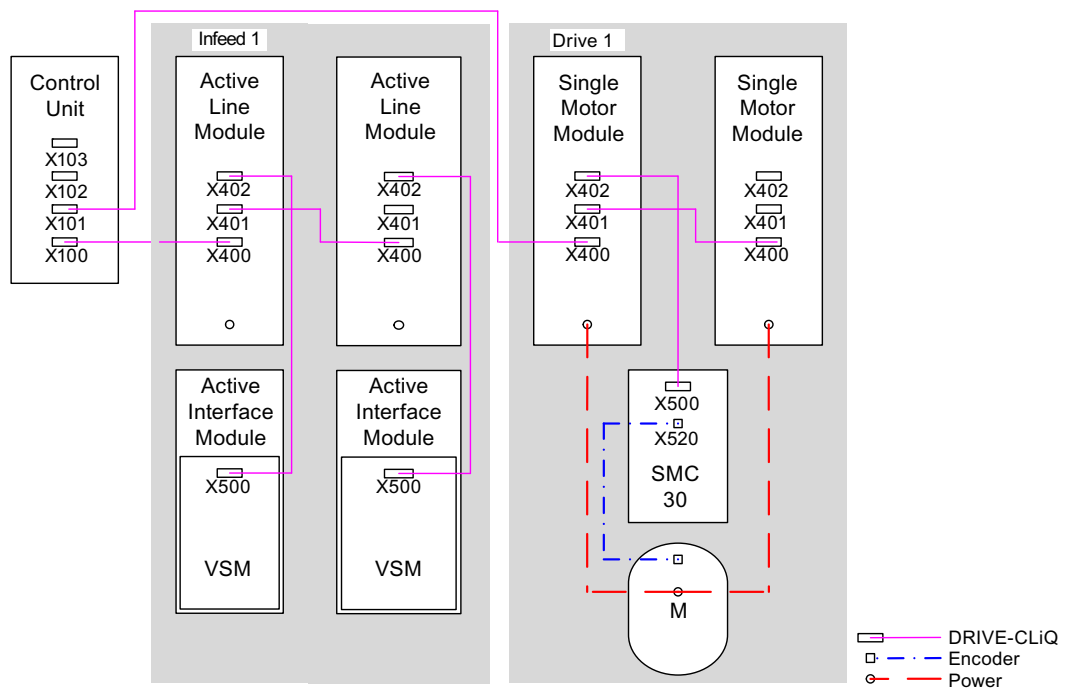 Infeed 1
Drive 1
Control
Unit
X103
X102
X101
X100
Active
Line
Module
X402
X401
X400
Active
Line
Module
X402
X401
X400
Single
Motor
Module
X402
X401
X400
Single
Motor
Module
X402
X401
X400
Active
Interface
Module
X500
VSM
Active
Interface
Module
X500
VSM
X500
X520
SMC
30
M
DRIVE-CLiQ
Encoder
Power